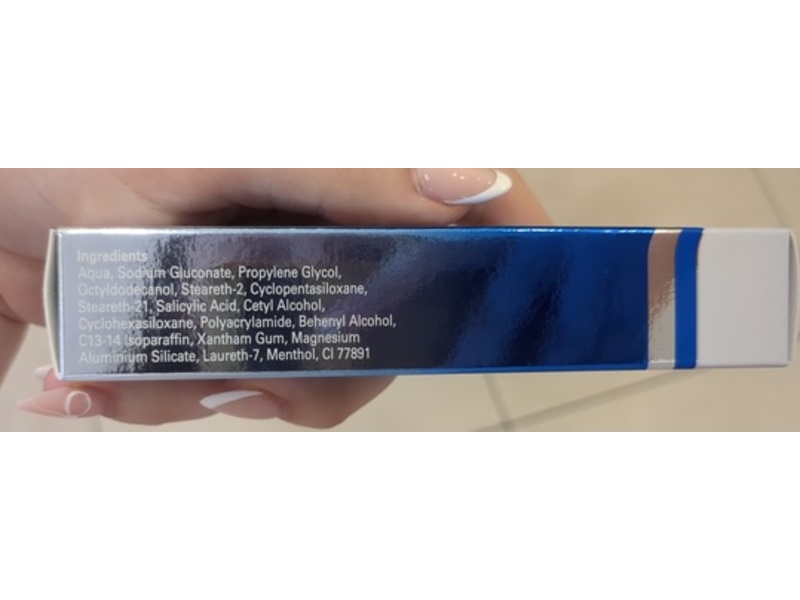 Ingredients
Aqua, Sodium Gluconate, Propylene Glycol,
Octyldodecanol, Steareth-2, Cyclopentasiloxane,
Steareth-21, Salicylic Acid, Cetyl Alcohol,
Cyclohexasiloxane, Polyacrylamide, Behenyl Alcohol,
C13-14 Isoparaffin, Xantham Gum, Magnesium
Aluminium Silicate, Laureth-7, Menthol, CI 77891